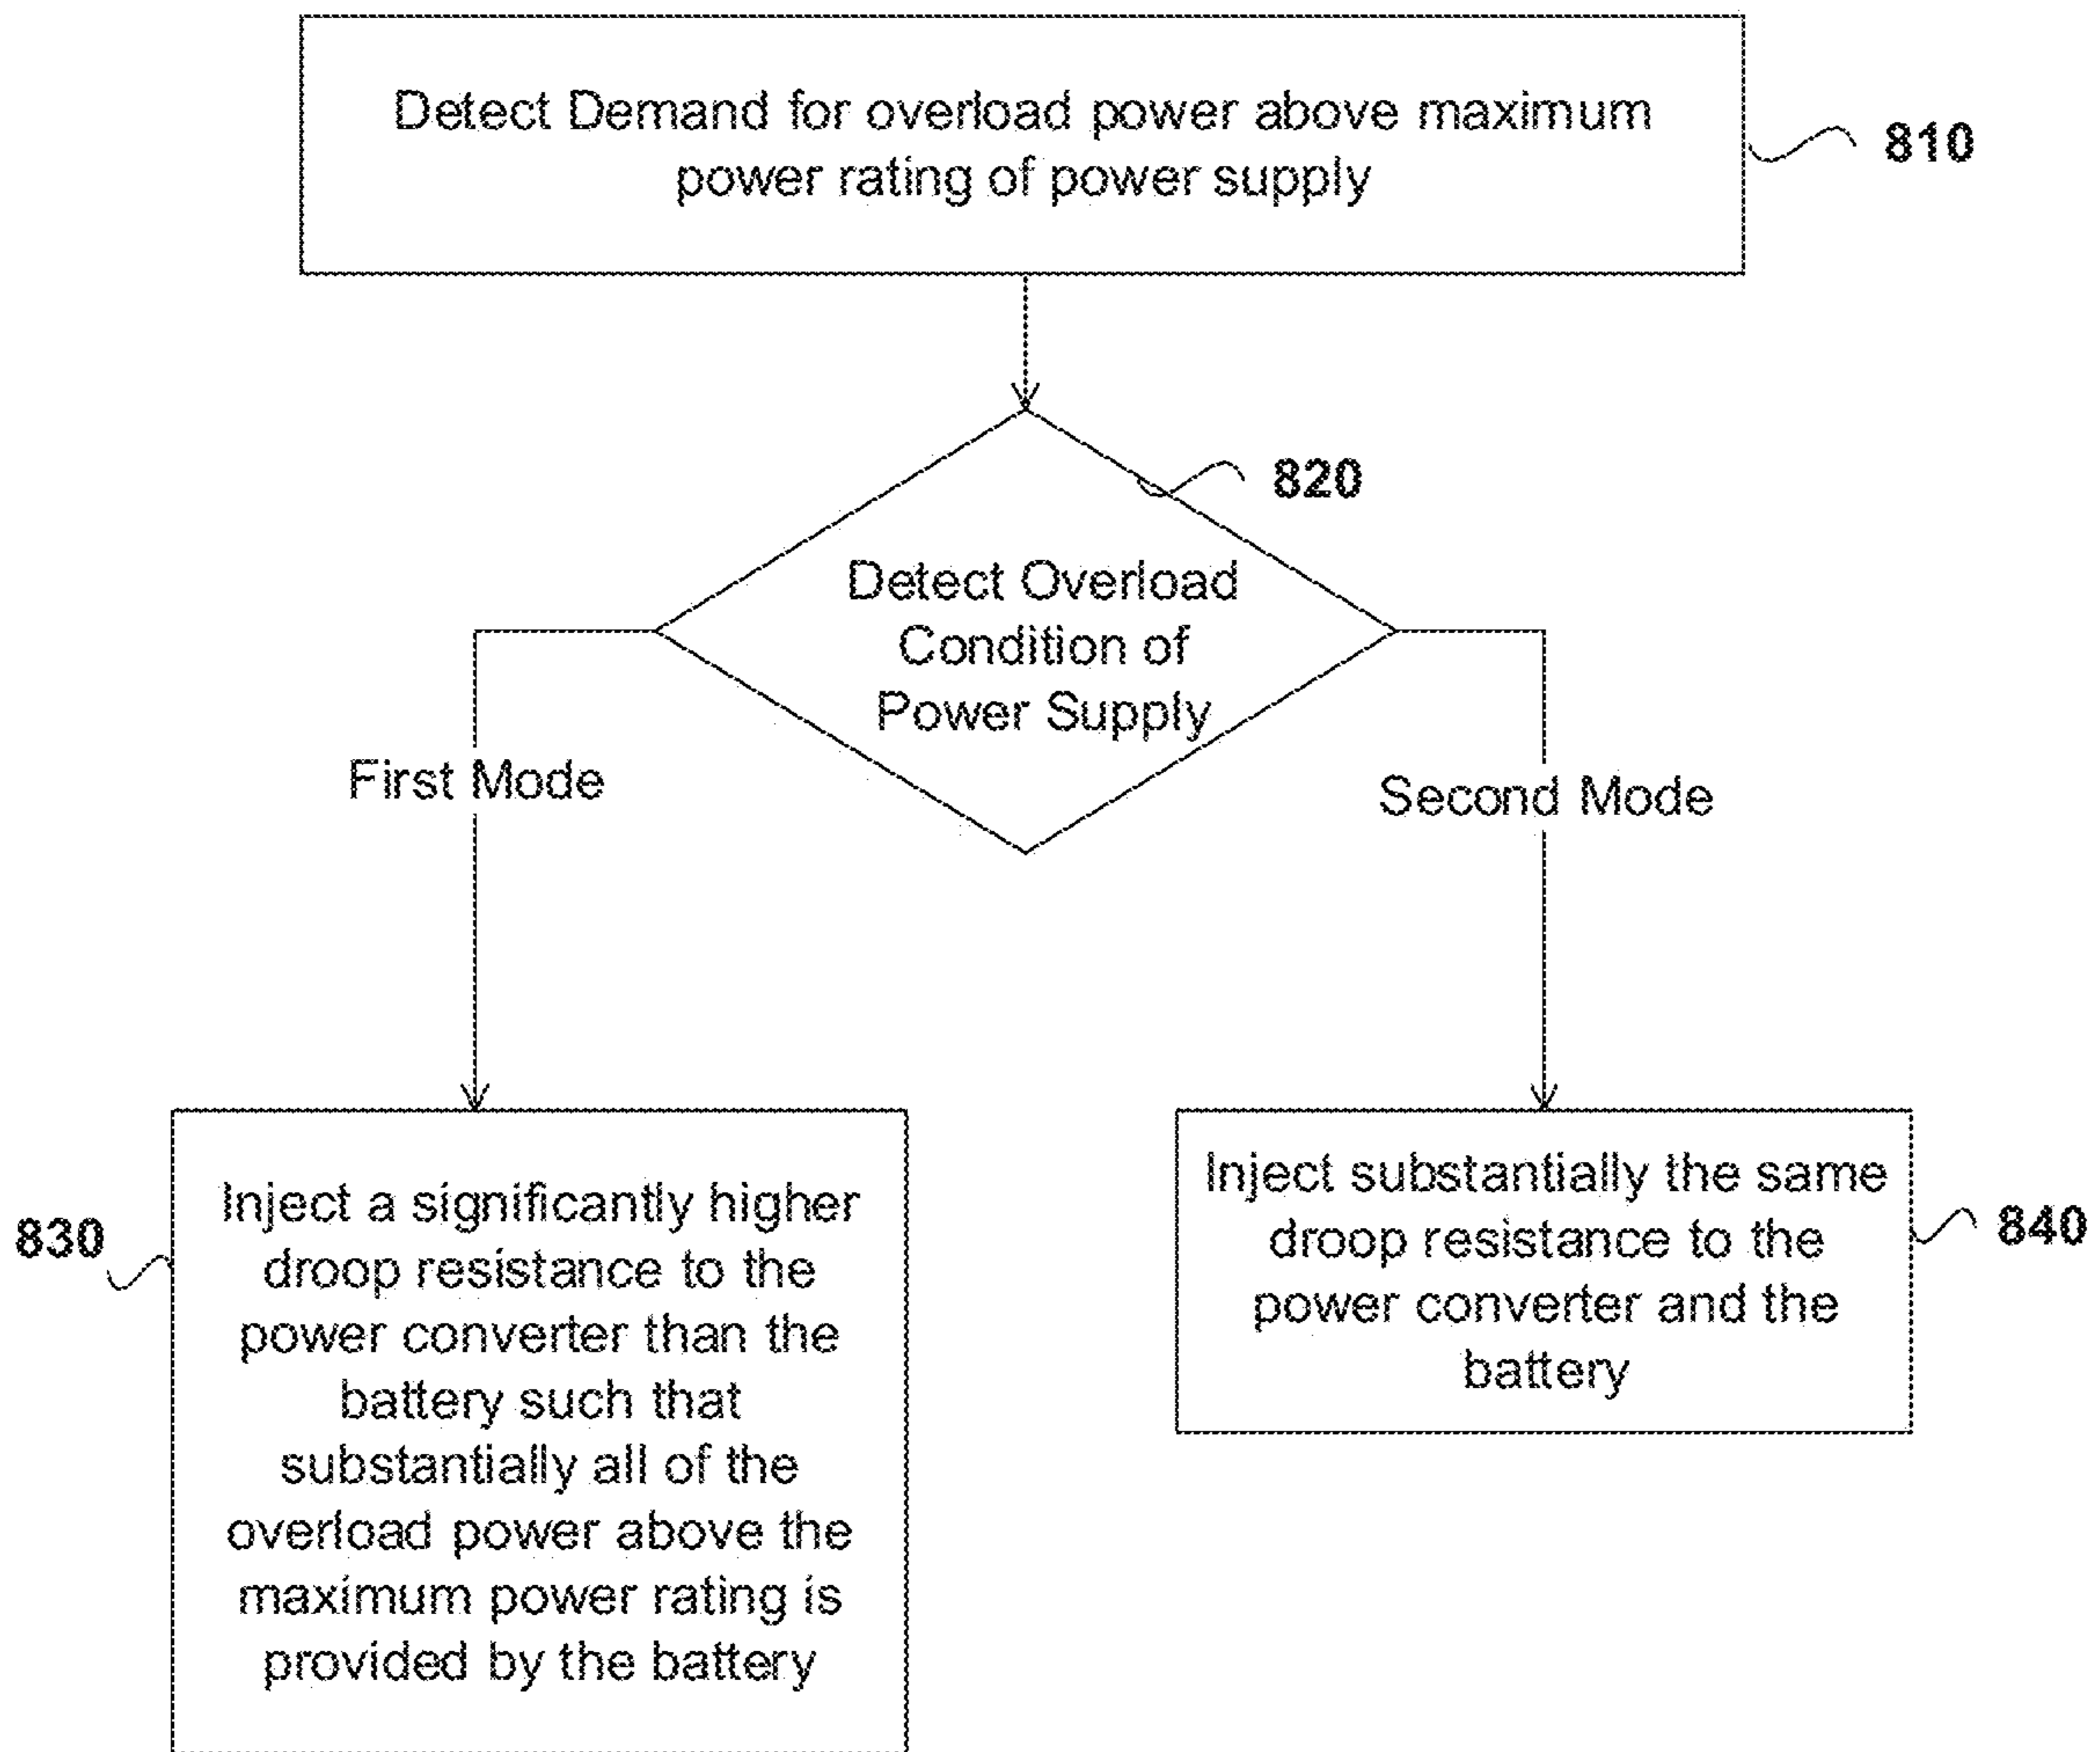 Detect Demand for overload power above maximum
power rating of power supply
810
820
Detect Overload
Condition of
Power Supply
First Mode
Second Mode
830
Inject a significantly higher
droop resistance to the
power converter than the
battery such that
substantially all of the
overload power above the
maximum power rating is
provided by the battery
Inject substantially the same
droop resistance to the
power converter and the
battery
840